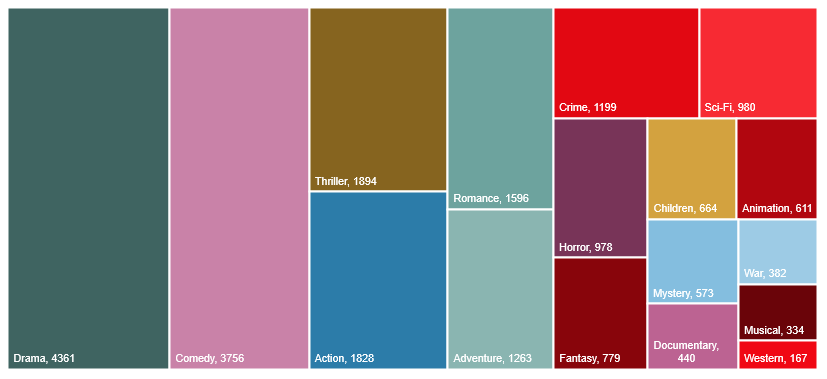 Drama, 4361
Comedy, 3756
Thriller, 1894
Action, 1828
Romance, 1596
Adventure, 1263
Crime, 1199
Sci-Fi, 980
Horror, 978
Fantasy, 779
Children, 664
Animation, 611
Mystery, 573
Documentary,
440
War, 382
Musical, 334
Western, 167